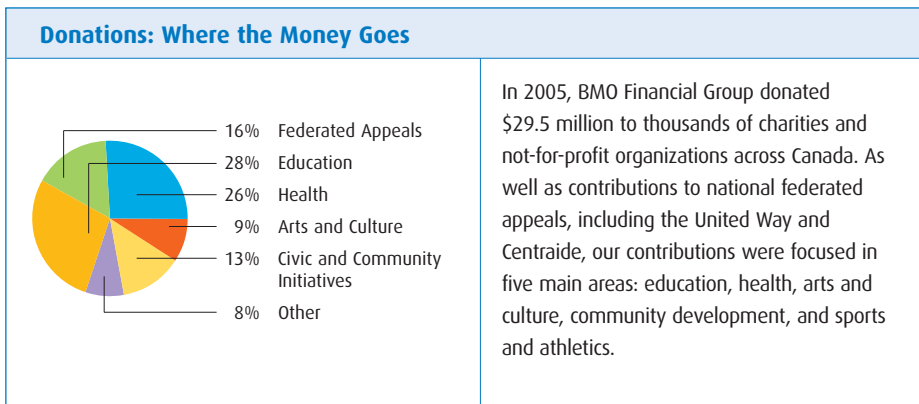 Donations: Where the Money Goes
16% Federated Appeals
28% Education
26% Health
9% Arts and Culture
13% Civic and Community
Initiatives
8% Other
In 2005, BMO Financial Group donated
$29.5 million to thousands of charities and
not-for-profit organizations across Canada. As
well as contributions to national federated
appeals, including the United Way and
Centraide, our contributions were focused in
five main areas: education, health, arts and
culture, community development, and sports
and athletics.